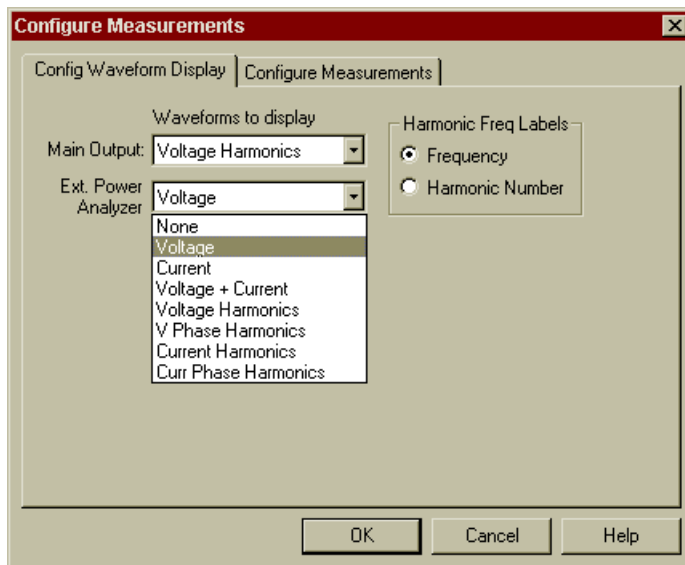 Configure Measurements
Config Waveform Display
Configure Measurements
Waveforms to display
Main Output: Voltage Harmonics
Ext. Power Analyzer Voltage
None
Voltage
Current
Voltage + Current
Voltage Harmonics
V Phase Harmonics
Current Harmonics
Curr Phase Harmonics
Harmonic Freq Labels
Frequency
Harmonic Number
OK
Cancel
Help